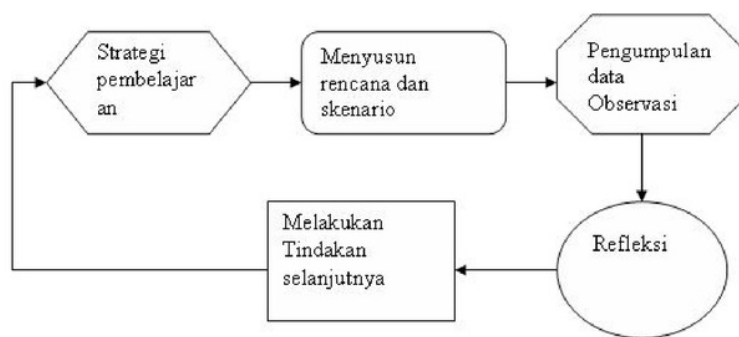 Strategi
pembelajar
an
Menyusun
rencana dan
skenario
Pengumpulan
data
Observasi
Refleksi
Melakukan
Tindakan
selanjutnya